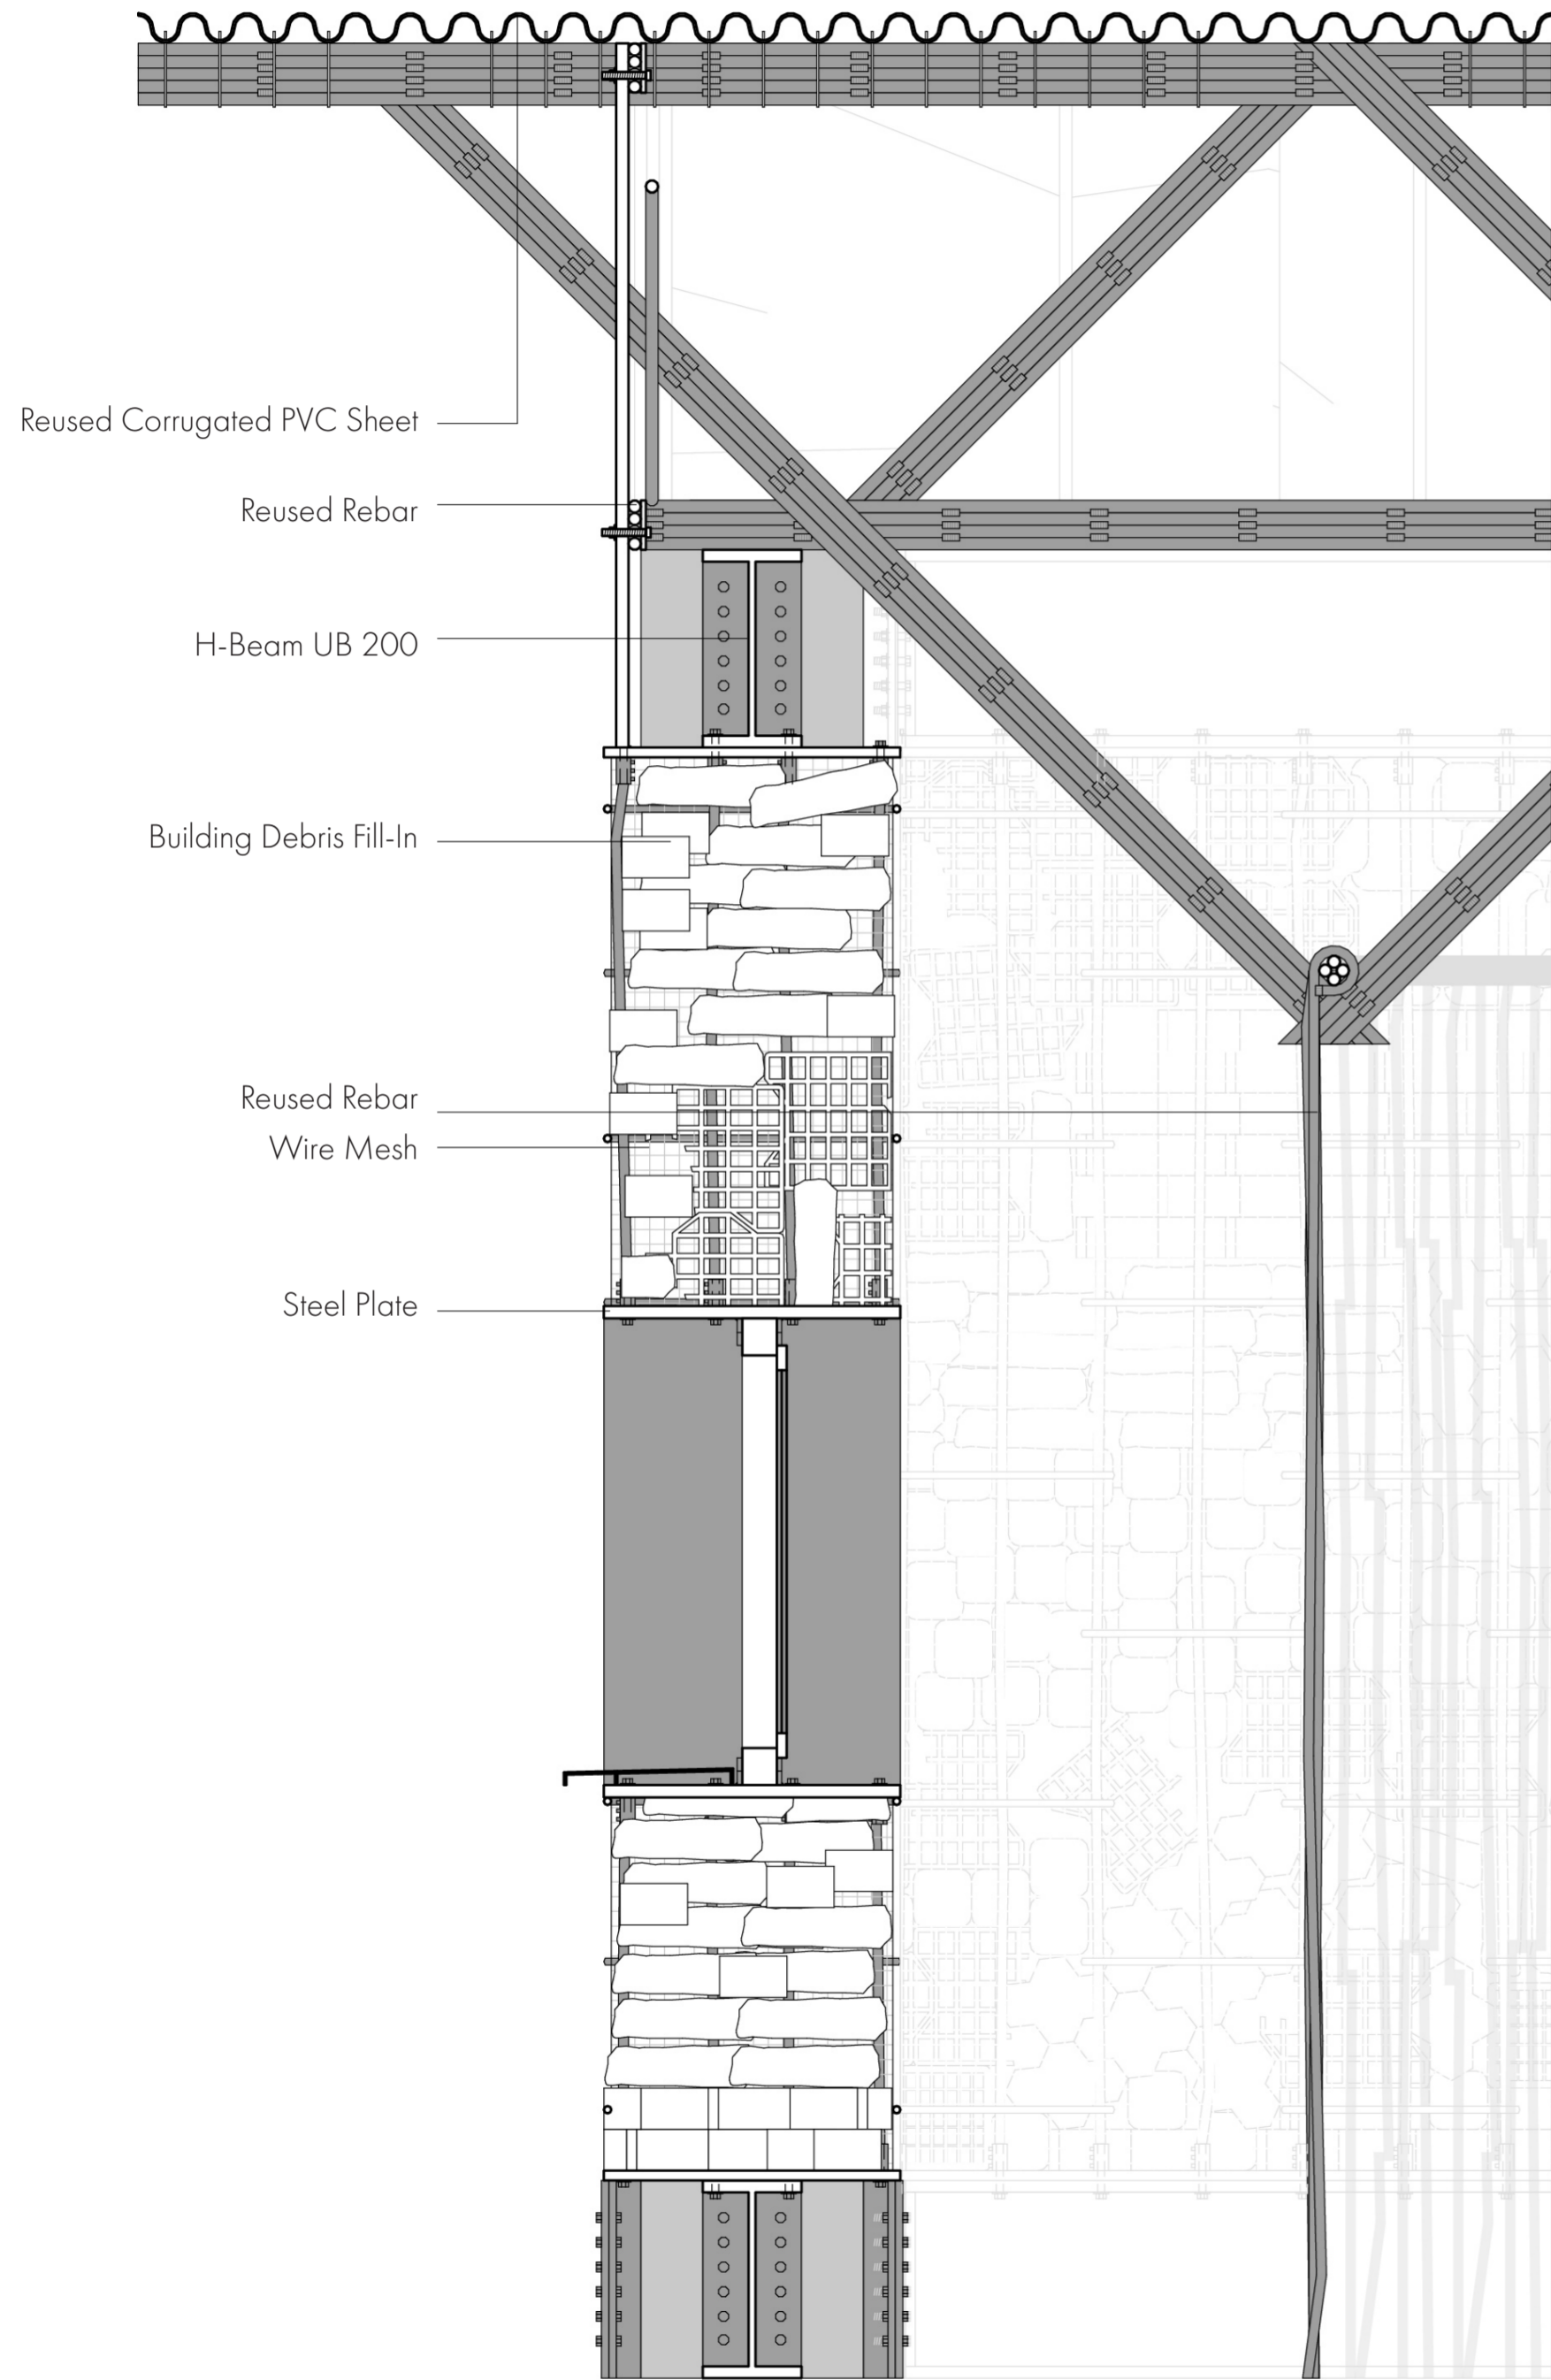 Reused Corrugated PVC Sheet
Reused Rebar
H-Beam UB 200
Building Debris Fill-In
Reused Rebar
Wire Mesh
Steel Plate